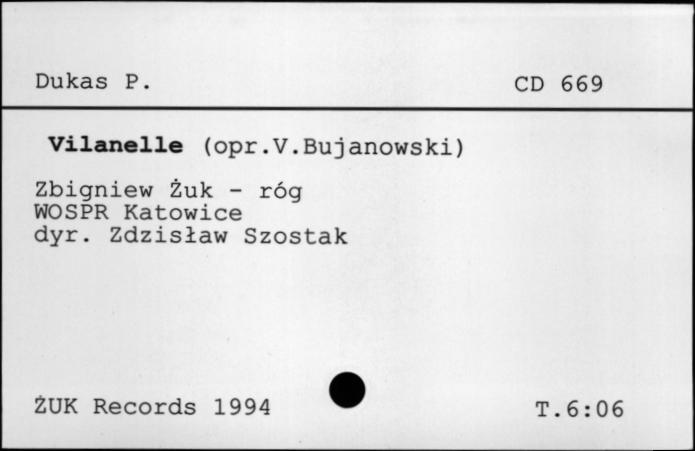 Dukas P. CD 669
Vilanelle (opr.V.Bujanowski)
Zbigniew Żuk - róg
WOSPR Katowice
dyr. Zdzisław Szostak
ŻUK Records 1994 T.6:06